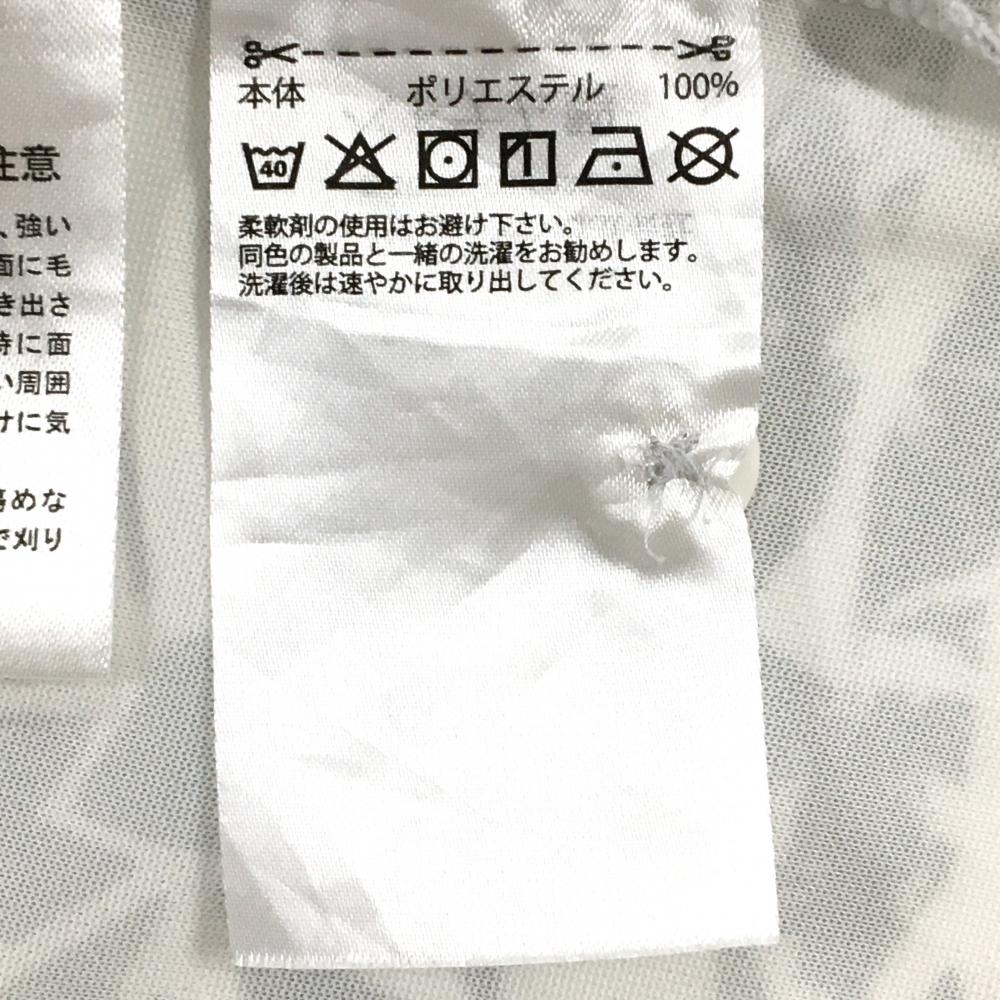 本体 ポリエステル 100%
40
柔軟剤の使用はお避け下さい。
同色の製品と一緒の洗濯をお勧めします。
洗濯後は速やかに取り出してください。
注意
、強い
面に毛
き出さ
時に面
い周囲
けに気
めな
で刈り